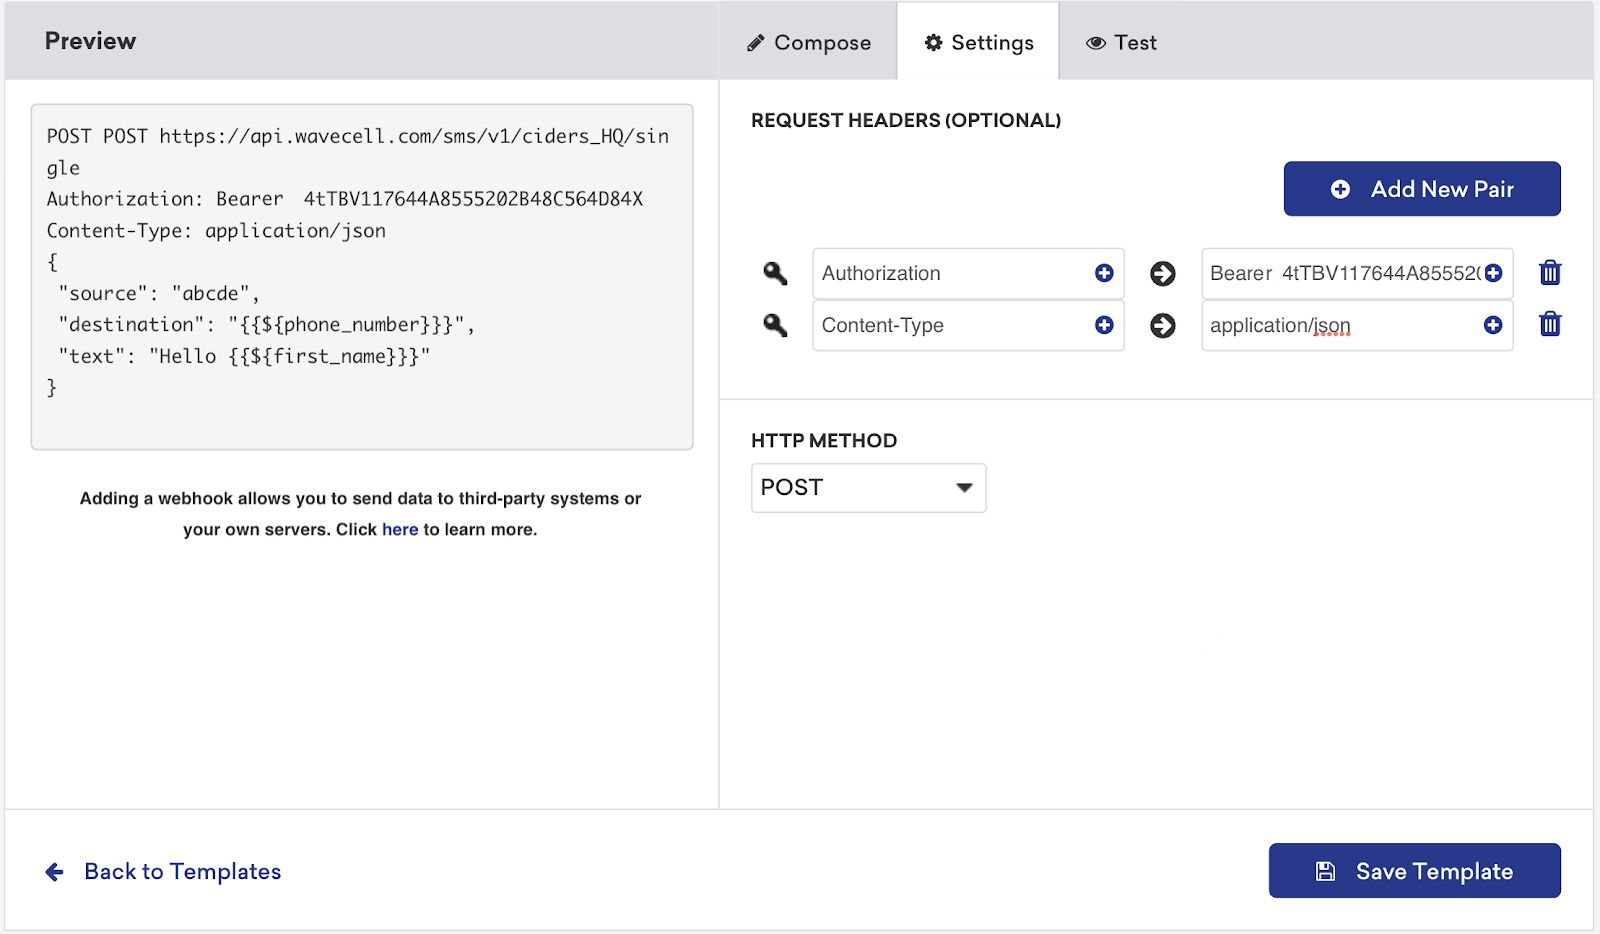 Preview
Compose
Settings
Test
POST POST https://api.wavecell.com/sms/v1/ciders_HQ/sin
gle
Authorization: Bearer  4tTBV117644A8555202B48C564D84X
Content-Type: application/json
{
 "source": "abcde",
 "destination": "{{${phone_number}}}",
 "text": "Hello {{${first_name}}}"
}
Adding a webhook allows you to send data to third-party systems or
your own servers. Click here to learn more.
REQUEST HEADERS (OPTIONAL)
Add New Pair
Authorization
Bearer  4tTBV117644A855520
Content-Type
application/json
HTTP METHOD
POST
Back to Templates
Save Template